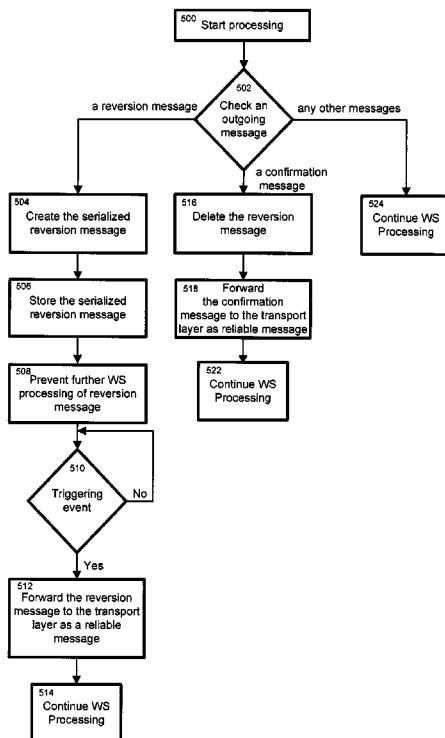 500
Start processing
502
Check an
outgoing
message
a reversion message
any other messages
a confirmation
message
504
Create the serialized
reversion message
516
Delete the reversion
message
524
Continue WS
Processing
506
Store the serialized
reversion message
518 Forward
the confirmation
message to the transport
layer as reliable message
508
Prevent further WS
processing of reversion
message
522
Continue WS
Processing
510
Triggering
event
No
Yes
512
Forward the reversion
message to the transport
layer as a reliable
message
514
Continue WS
Processing